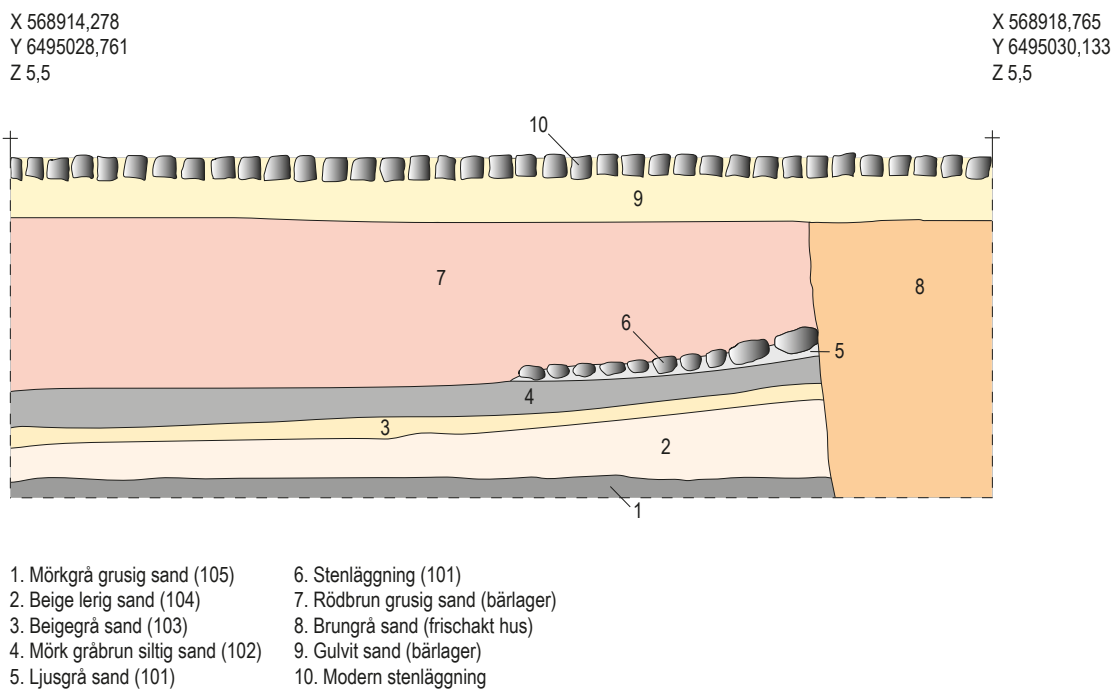 X 568914,278
Y 6495028,761
Z 5,5
X 568918,765
Y 6495030,133
Z 5,5
10
9
7
8
6
5
4
3
2
1
1. Mörkgrå grusig sand (105)
2. Beige lerig sand (104)
3. Beigegrå sand (103)
4. Mörk gråbrun siltig sand (102)
5. Ljusgrå sand (101)
6. Stenläggning (101)
7. Rödbrun grusig sand (bärlager)
8. Brungrå sand (frischakt hus)
9. Gulvit sand (bärlager)
10. Modern stenläggning